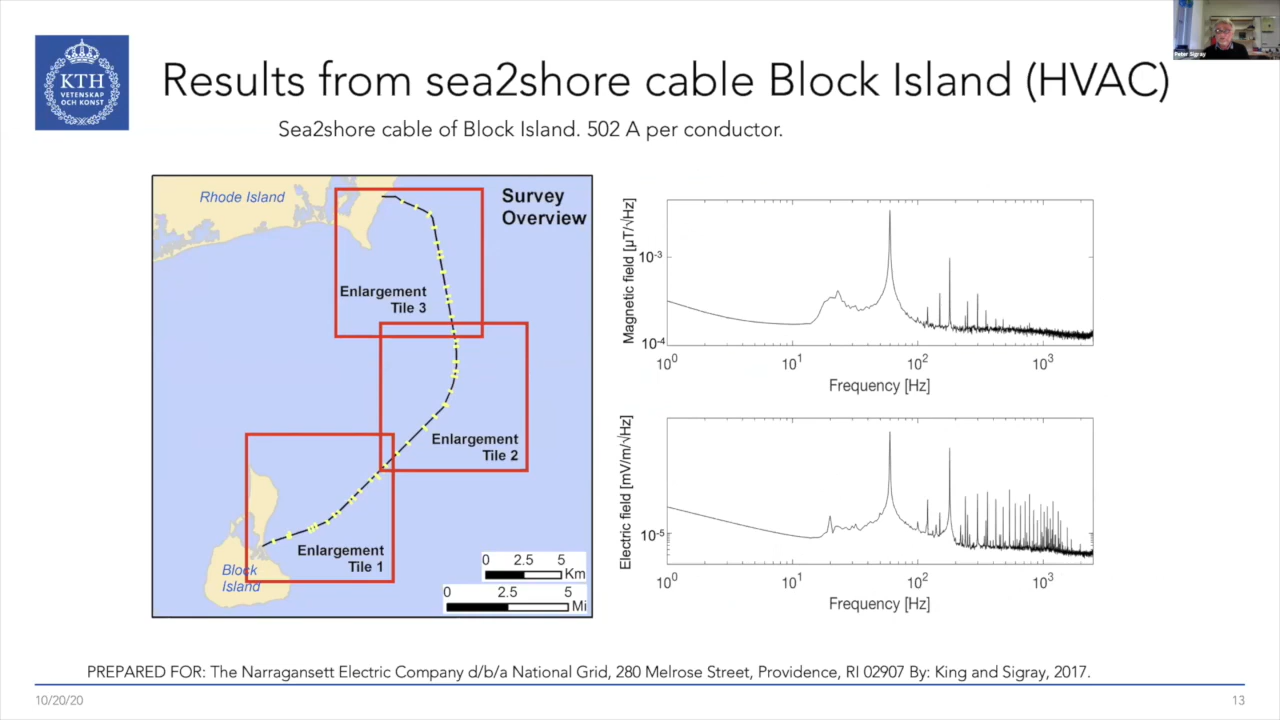 Peter Sigray
KTH
VETENSKAP
OCH KONST
Results from sea2shore cable Block Island (HVAC)
Sea2shore cable of Block Island. 502 A per conductor.
Rhode Island
Survey
Overview
Enlargement
Tile 3
Enlargement
Tile 2
Enlargement
Tile 1
Block
Island
0 2.5 5
Km
0 2.5 5
Mi
Magnetic field [µT/√Hz]
10⁻³
10⁻⁴
10⁰ 10¹ 10² 10³
Frequency [Hz]
Electric field [mV/m/√Hz]
10⁻⁵
10⁰ 10¹ 10² 10³
Frequency [Hz]
PREPARED FOR: The Narragansett Electric Company d/b/a National Grid, 280 Melrose Street, Providence, RI 02907 By: King and Sigray, 2017.
10/20/20
13